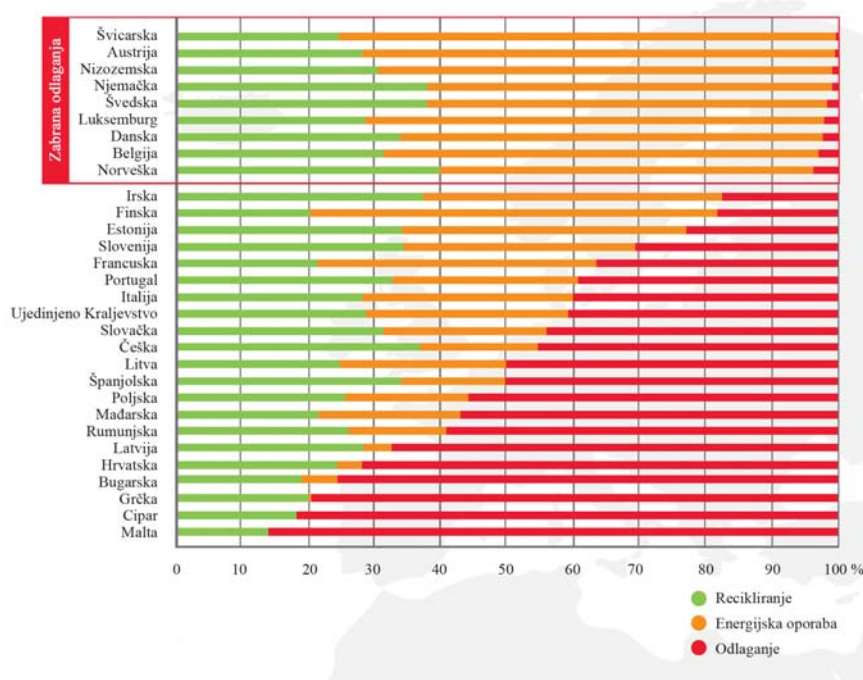 Zabrana odlaganja
Švicarska
Austrija
Nizozemska
Njemačka
Švedska
Luksemburg
Danska
Belgija
Norveška
Irska
Finska
Estonija
Slovenija
Francuska
Portugal
Italija
Ujedinjeno Kraljevstvo
Slovačka
Češka
Litva
Španjolska
Poljska
Mađarska
Rumunjska
Latvija
Hrvatska
Bugarska
Grčka
Cipar
Malta
0 10 20 30 40 50 60 70 80 90 100 %
Recikliranje
Energijska oporaba
Odlaganje